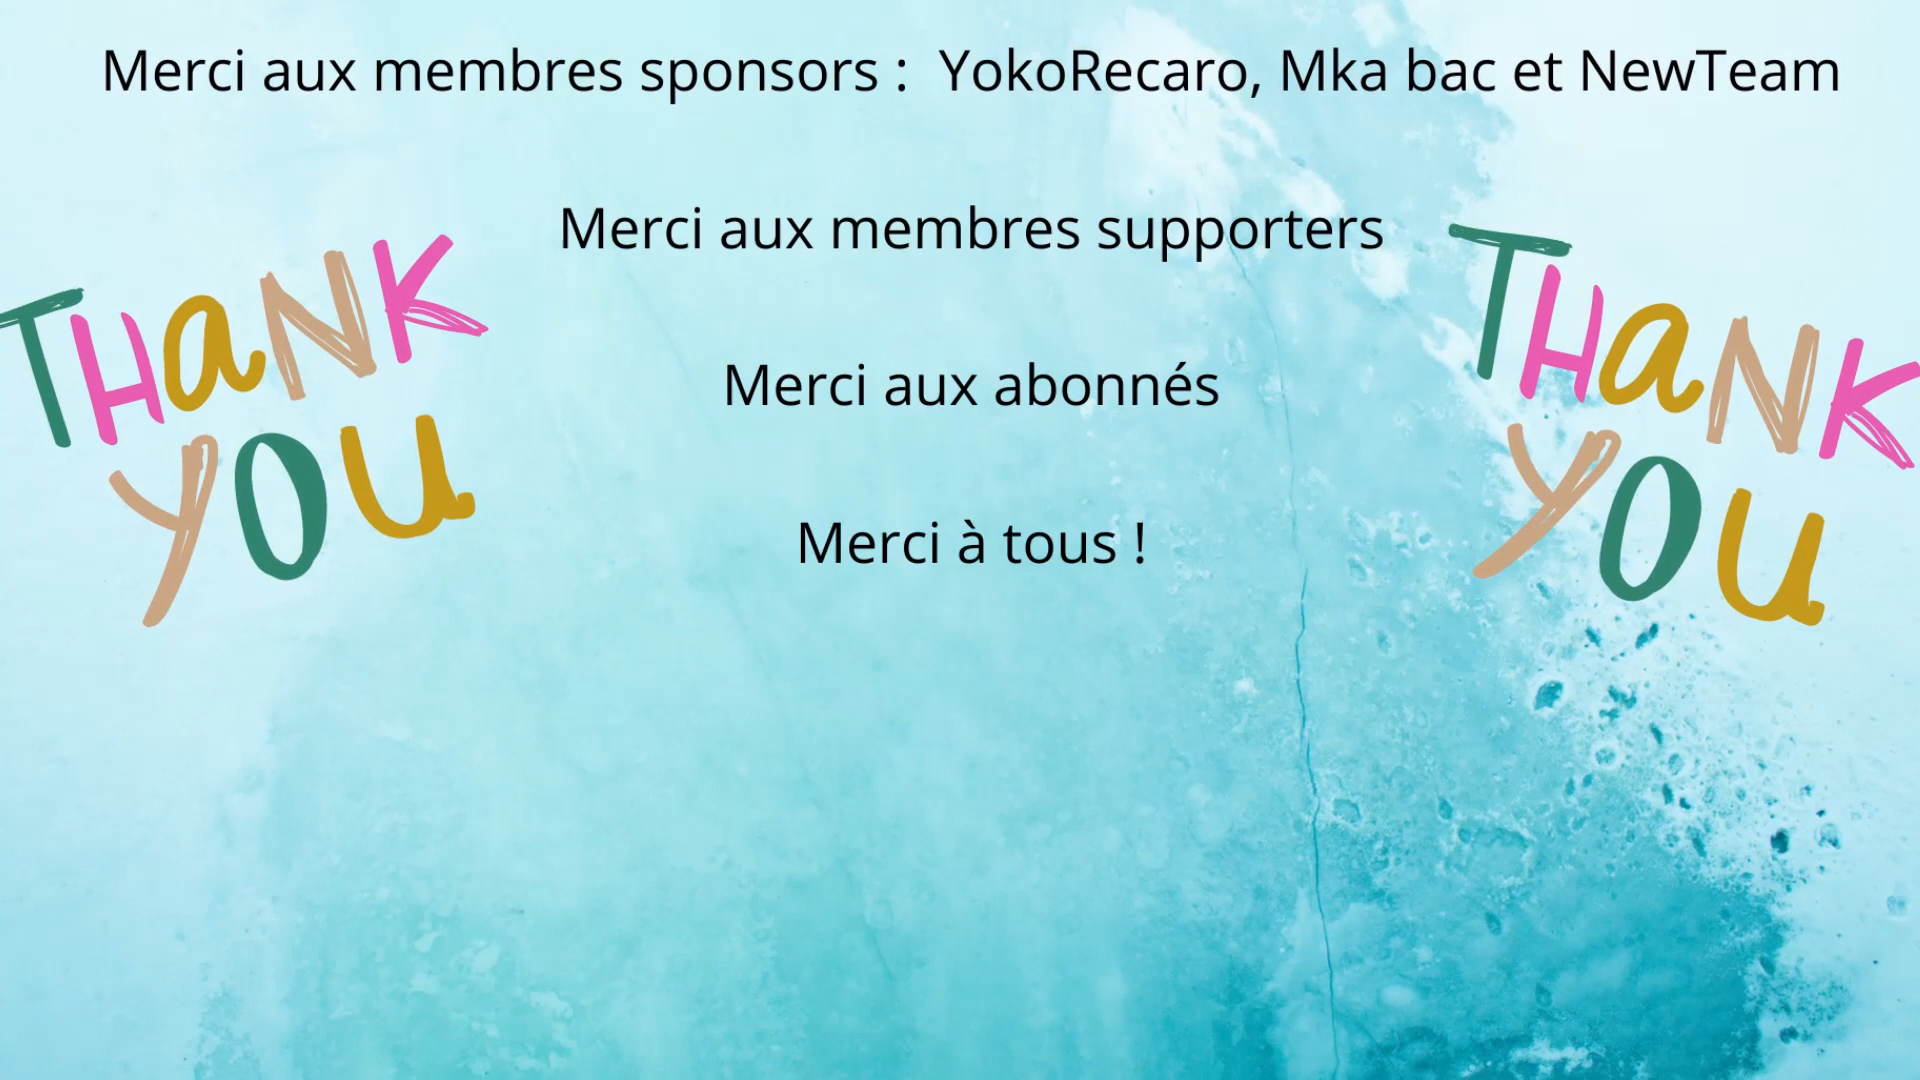 Merci aux membres sponsors : YokoRecaro, Mka bac et NewTeam
Merci aux membres supporters
THaNK
YOU
THaNK
YOU
Merci aux abonnés
Merci à tous !